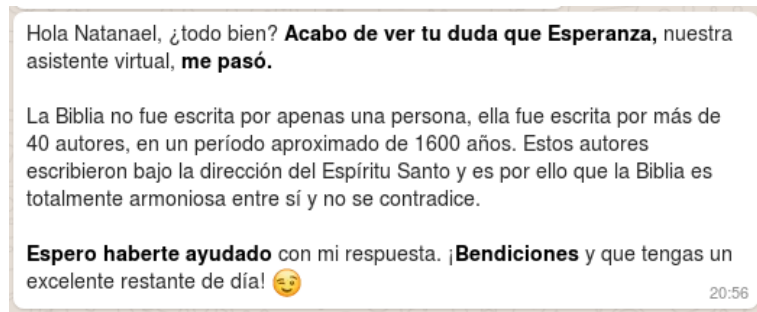 Hola Natanael, ¿todo bien? Acabo de ver tu duda que Esperanza, nuestra
asistente virtual, me pasó.
La Biblia no fue escrita por apenas una persona, ella fue escrita por más de
40 autores, en un período aproximado de 1600 años. Estos autores
escribieron bajo la dirección del Espíritu Santo y es por ello que la Biblia es
totalmente armoniosa entre sí y no se contradice.
Espero haberte ayudado con mi respuesta. ¡Bendiciones y que tengas un
excelente restante de día! 😉
20:56